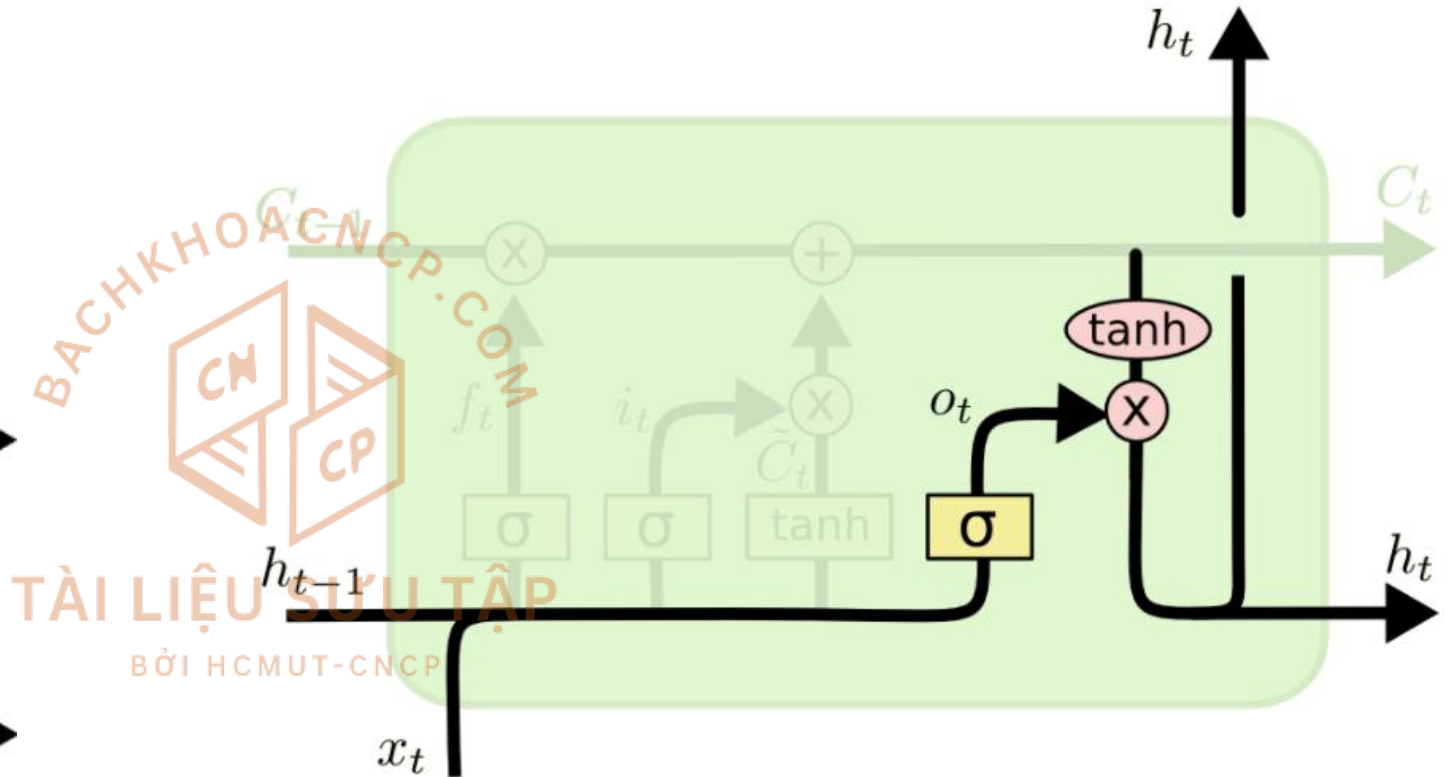 h_t
C_{t-1}
C_t
x
+
tanh
f_t
i_t
x
o_t
x
C̃_t
σ
σ
tanh
σ
h_{t-1}
h_t
x_t
BACHKHOACNCP.COM
CN
CP
TÀI LIỆU SƯU TẬP
BỞI HCMUT-CNCP